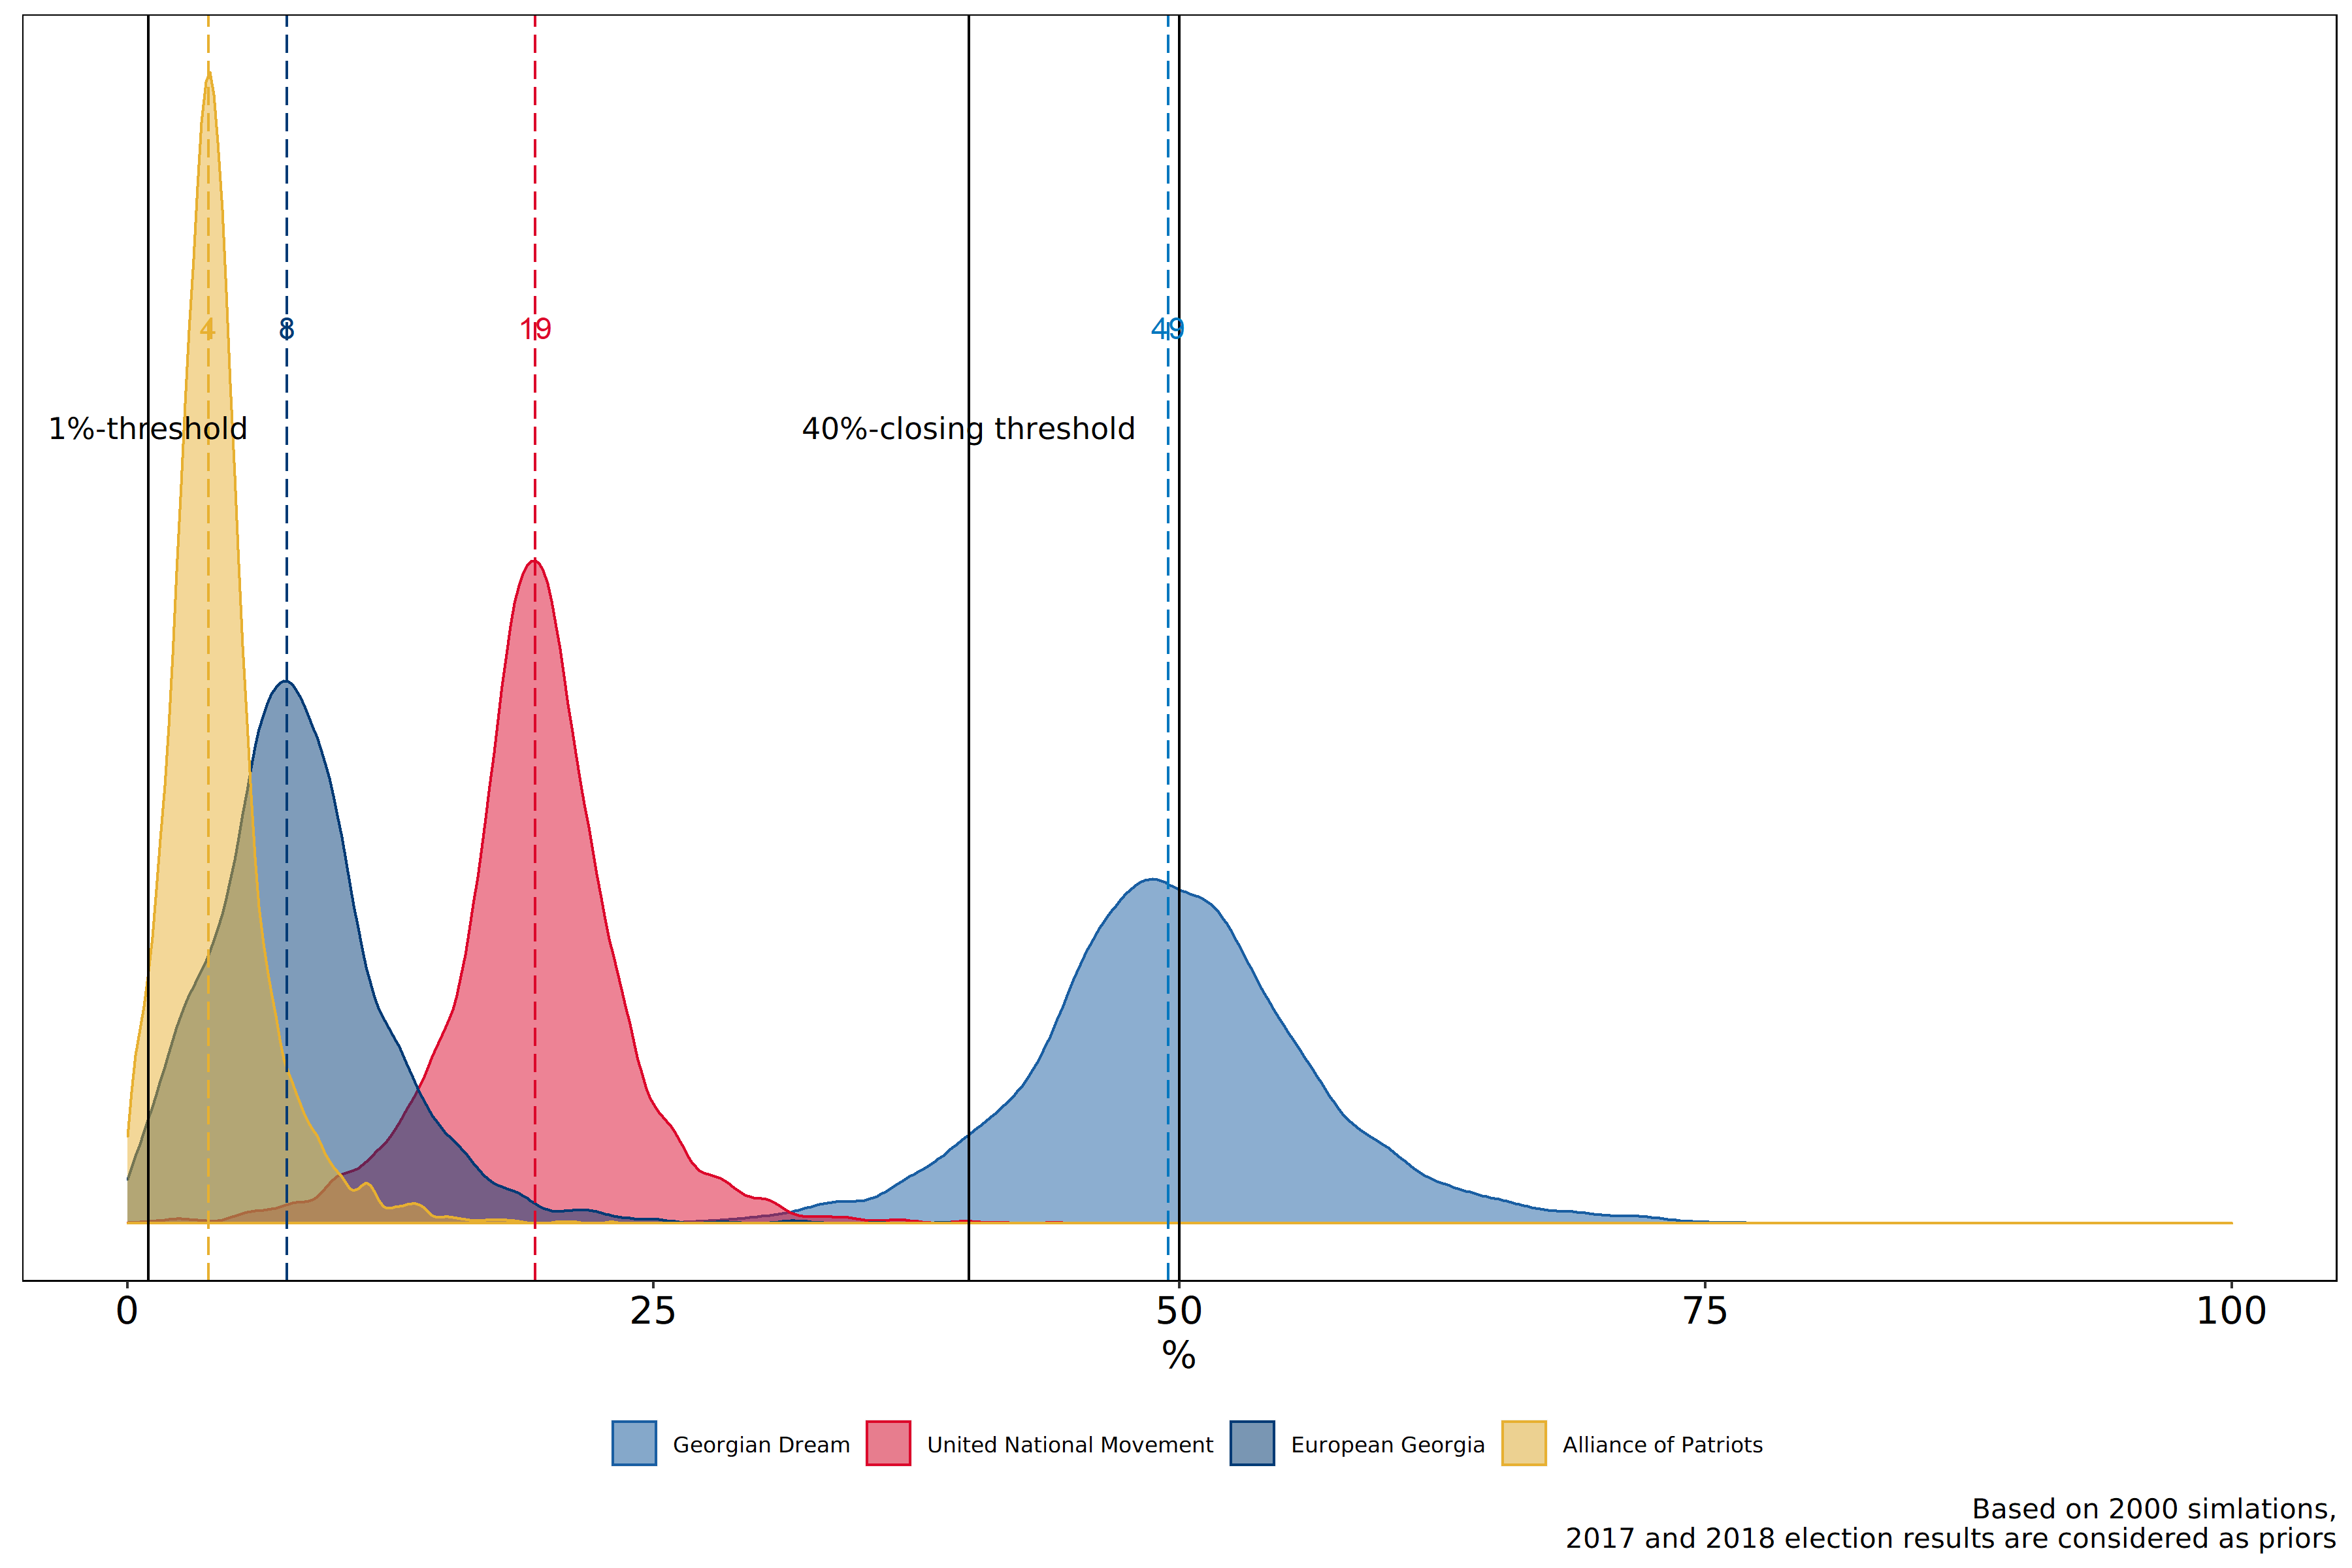 4 8 19 49
1%-threshold 40%-closing threshold
0 25 50 75 100
%
Georgian Dream United National Movement European Georgia Alliance of Patriots
Based on 2000 simlations,
2017 and 2018 election results are considered as priors